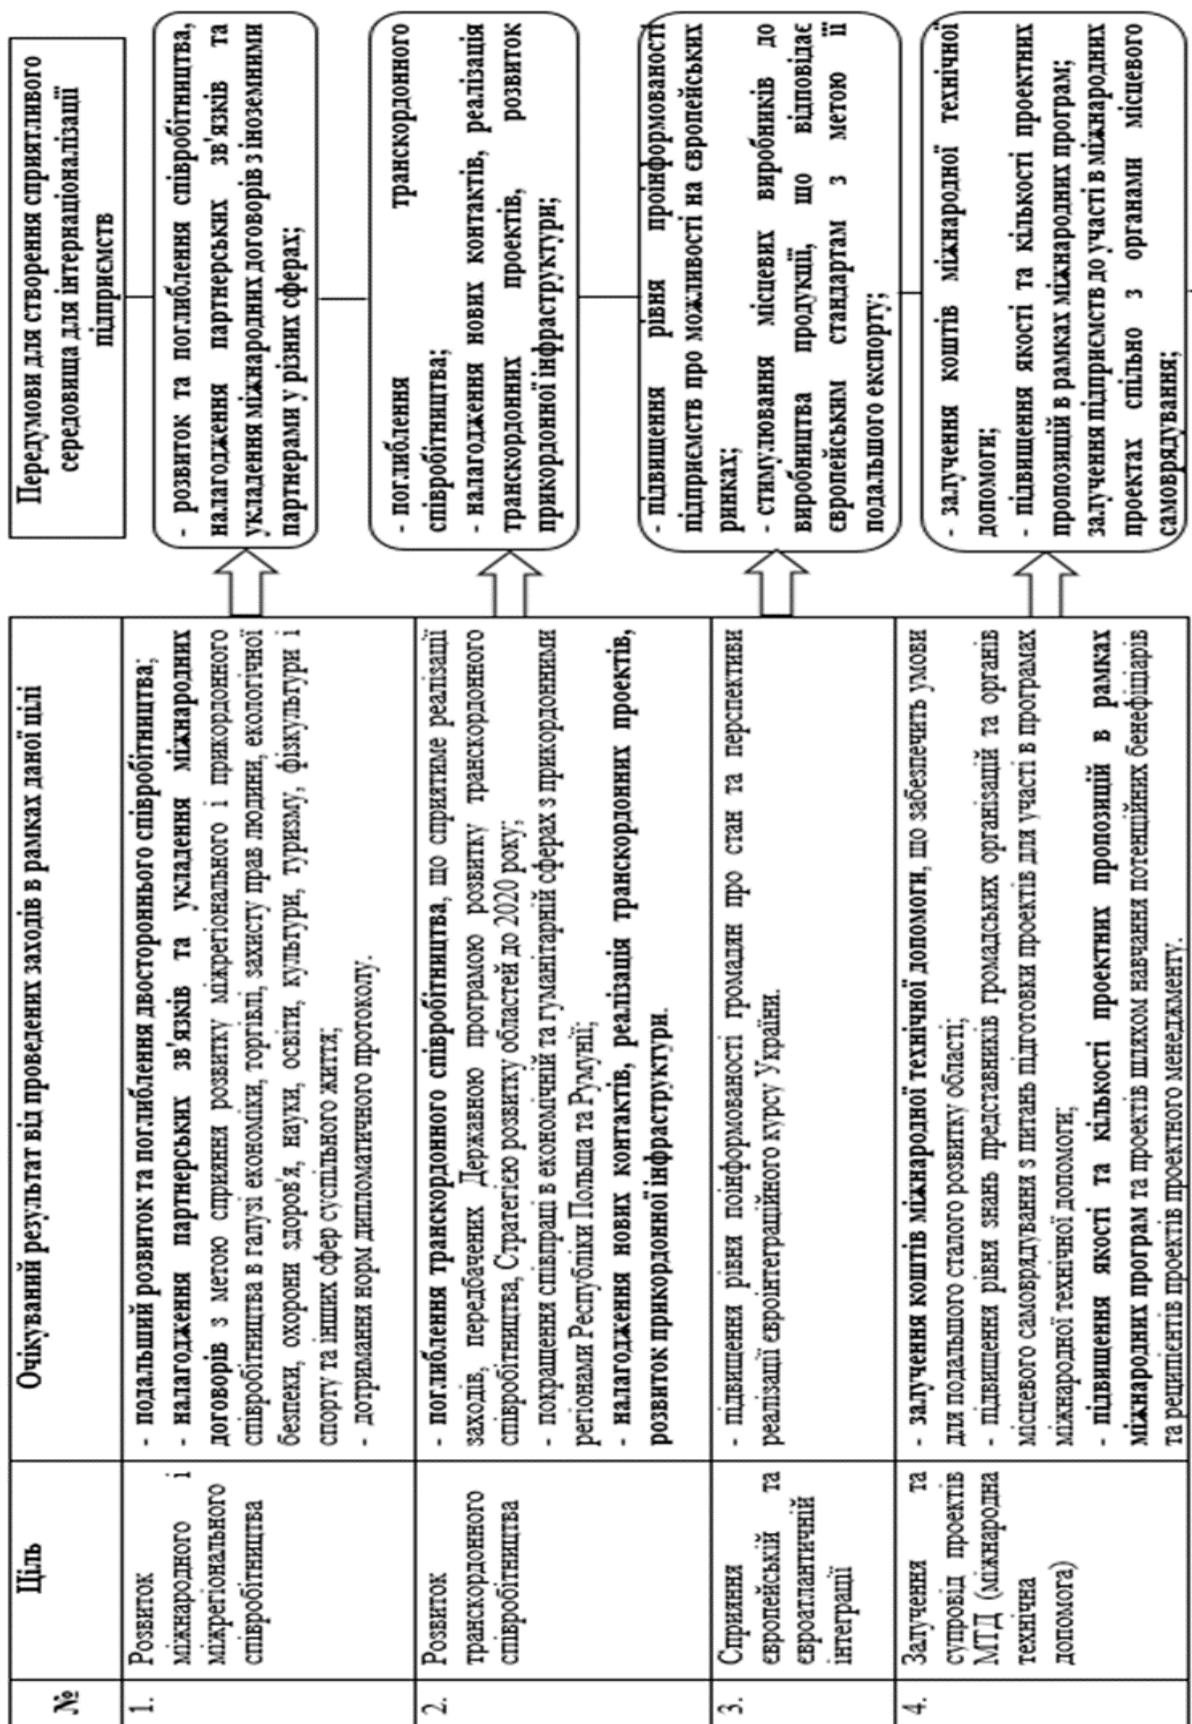 №
Ціль
Очікуваний результат від проведених заходів в рамках даної цілі
Передумови для створення сприятливого
середовища для інтернаціоналізації
підприємств
1.
Розвиток
міжнародного і
міжрегіонального
співробітництва
- подальший розвиток та поглиблення двостороннього співробітництва;
- налагодження партнерських зв'язків та укладення міжнародних
договорів з метою сприяння розвитку міжрегіонального і прикордонного
співробітництва в галузі економіки, торгівлі, захисту прав людини, екологічної
безпеки, охорони здоров'я, науки, освіти, культури, туризму, фізкультури і
спорту та інших сфер суспільного життя;
- дотримання норм дипломатичного протоколу.
- розвиток та поглиблення співробітництва,
налагодження партнерських зв'язків та
укладення міжнародних договорів з іноземними
партнерами у різних сферах;
2.
Розвиток
транскордонного
співробітництва
- поглиблення транскордонного співробітництва, що сприятиме реалізації
заходів, передбачених Державною програмою розвитку транскордонного
співробітництва, Стратегією розвитку областей до 2020 року;
- покращення співпраці в економічній та гуманітарній сферах з прикордонними
регіонами Республіки Польща та Румунії;
- налагодження нових контактів, реалізація транскордонних проектів,
розвиток прикордонної інфраструктури.
- поглиблення транскордонного
співробітництва;
- налагодження нових контактів, реалізація
транскордонних проектів, розвиток
прикордонної інфраструктури;
3.
Сприяння
європейській та
євроатлантичній
інтеграції
- підвищення рівня поінформованості громадян про стан та перспективи
реалізації євроінтеграційного курсу України.
- підвищення рівня проінформованості
підприємств про можливості на європейських
ринках;
- стимулювання місцевих виробників до
виробництва продукції, що відповідає
європейським стандартам з метою її
подальшого експорту;
4.
Залучення та
супровід проектів
МТД (міжнародна
технічна
допомога)
- залучення коштів міжнародної технічної допомоги, що забезпечить умови
для подальшого сталого розвитку області;
- підвищення рівня знань представників громадських організацій та органів
місцевого самоврядування з питань підготовки проектів для участі в програмах
міжнародної технічної допомоги;
- підвищення якості та кількості проектних пропозицій в рамках
міжнародних програм та проектів шляхом навчання потенційних бенефіціарів
та реципієнтів проектів проектного менеджменту.
- залучення коштів міжнародної технічної
допомоги;
- підвищення якості та кількості проектних
пропозицій в рамках міжнародних програм;
залучення підприємств до участі в міжнародних
проектах спільно з органами місцевого
самоврядування;